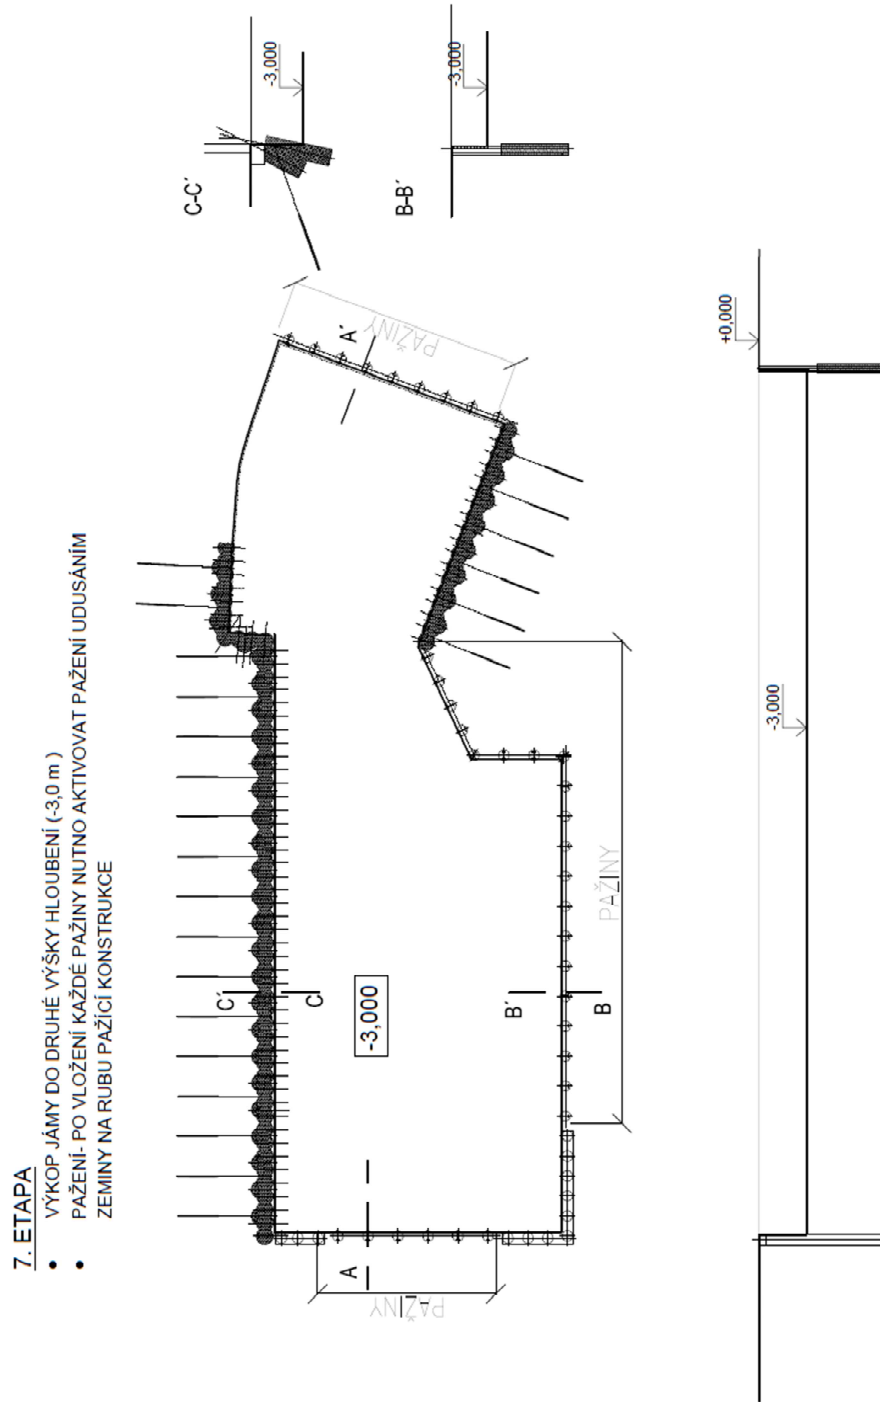 7. ETAPA
• VÝKOP JÁMY DO DRUHÉ VÝŠKY HLOUBENÍ (-3,0 m )
• PAŽENÍ- PO VLOŽENÍ KAŽDÉ PAŽINY NUTNO AKTIVOVAT PAŽENÍ UDUSÁNÍM
ZEMINY NA RUBU PAŽÍCÍ KONSTRUKCE
C-C´
-3,000
B-B´
-3,000
A´
PAŽINY
C´
C
-3,000
B´
B
PAŽINY
A
PAŽINY
+0,000
-3,000